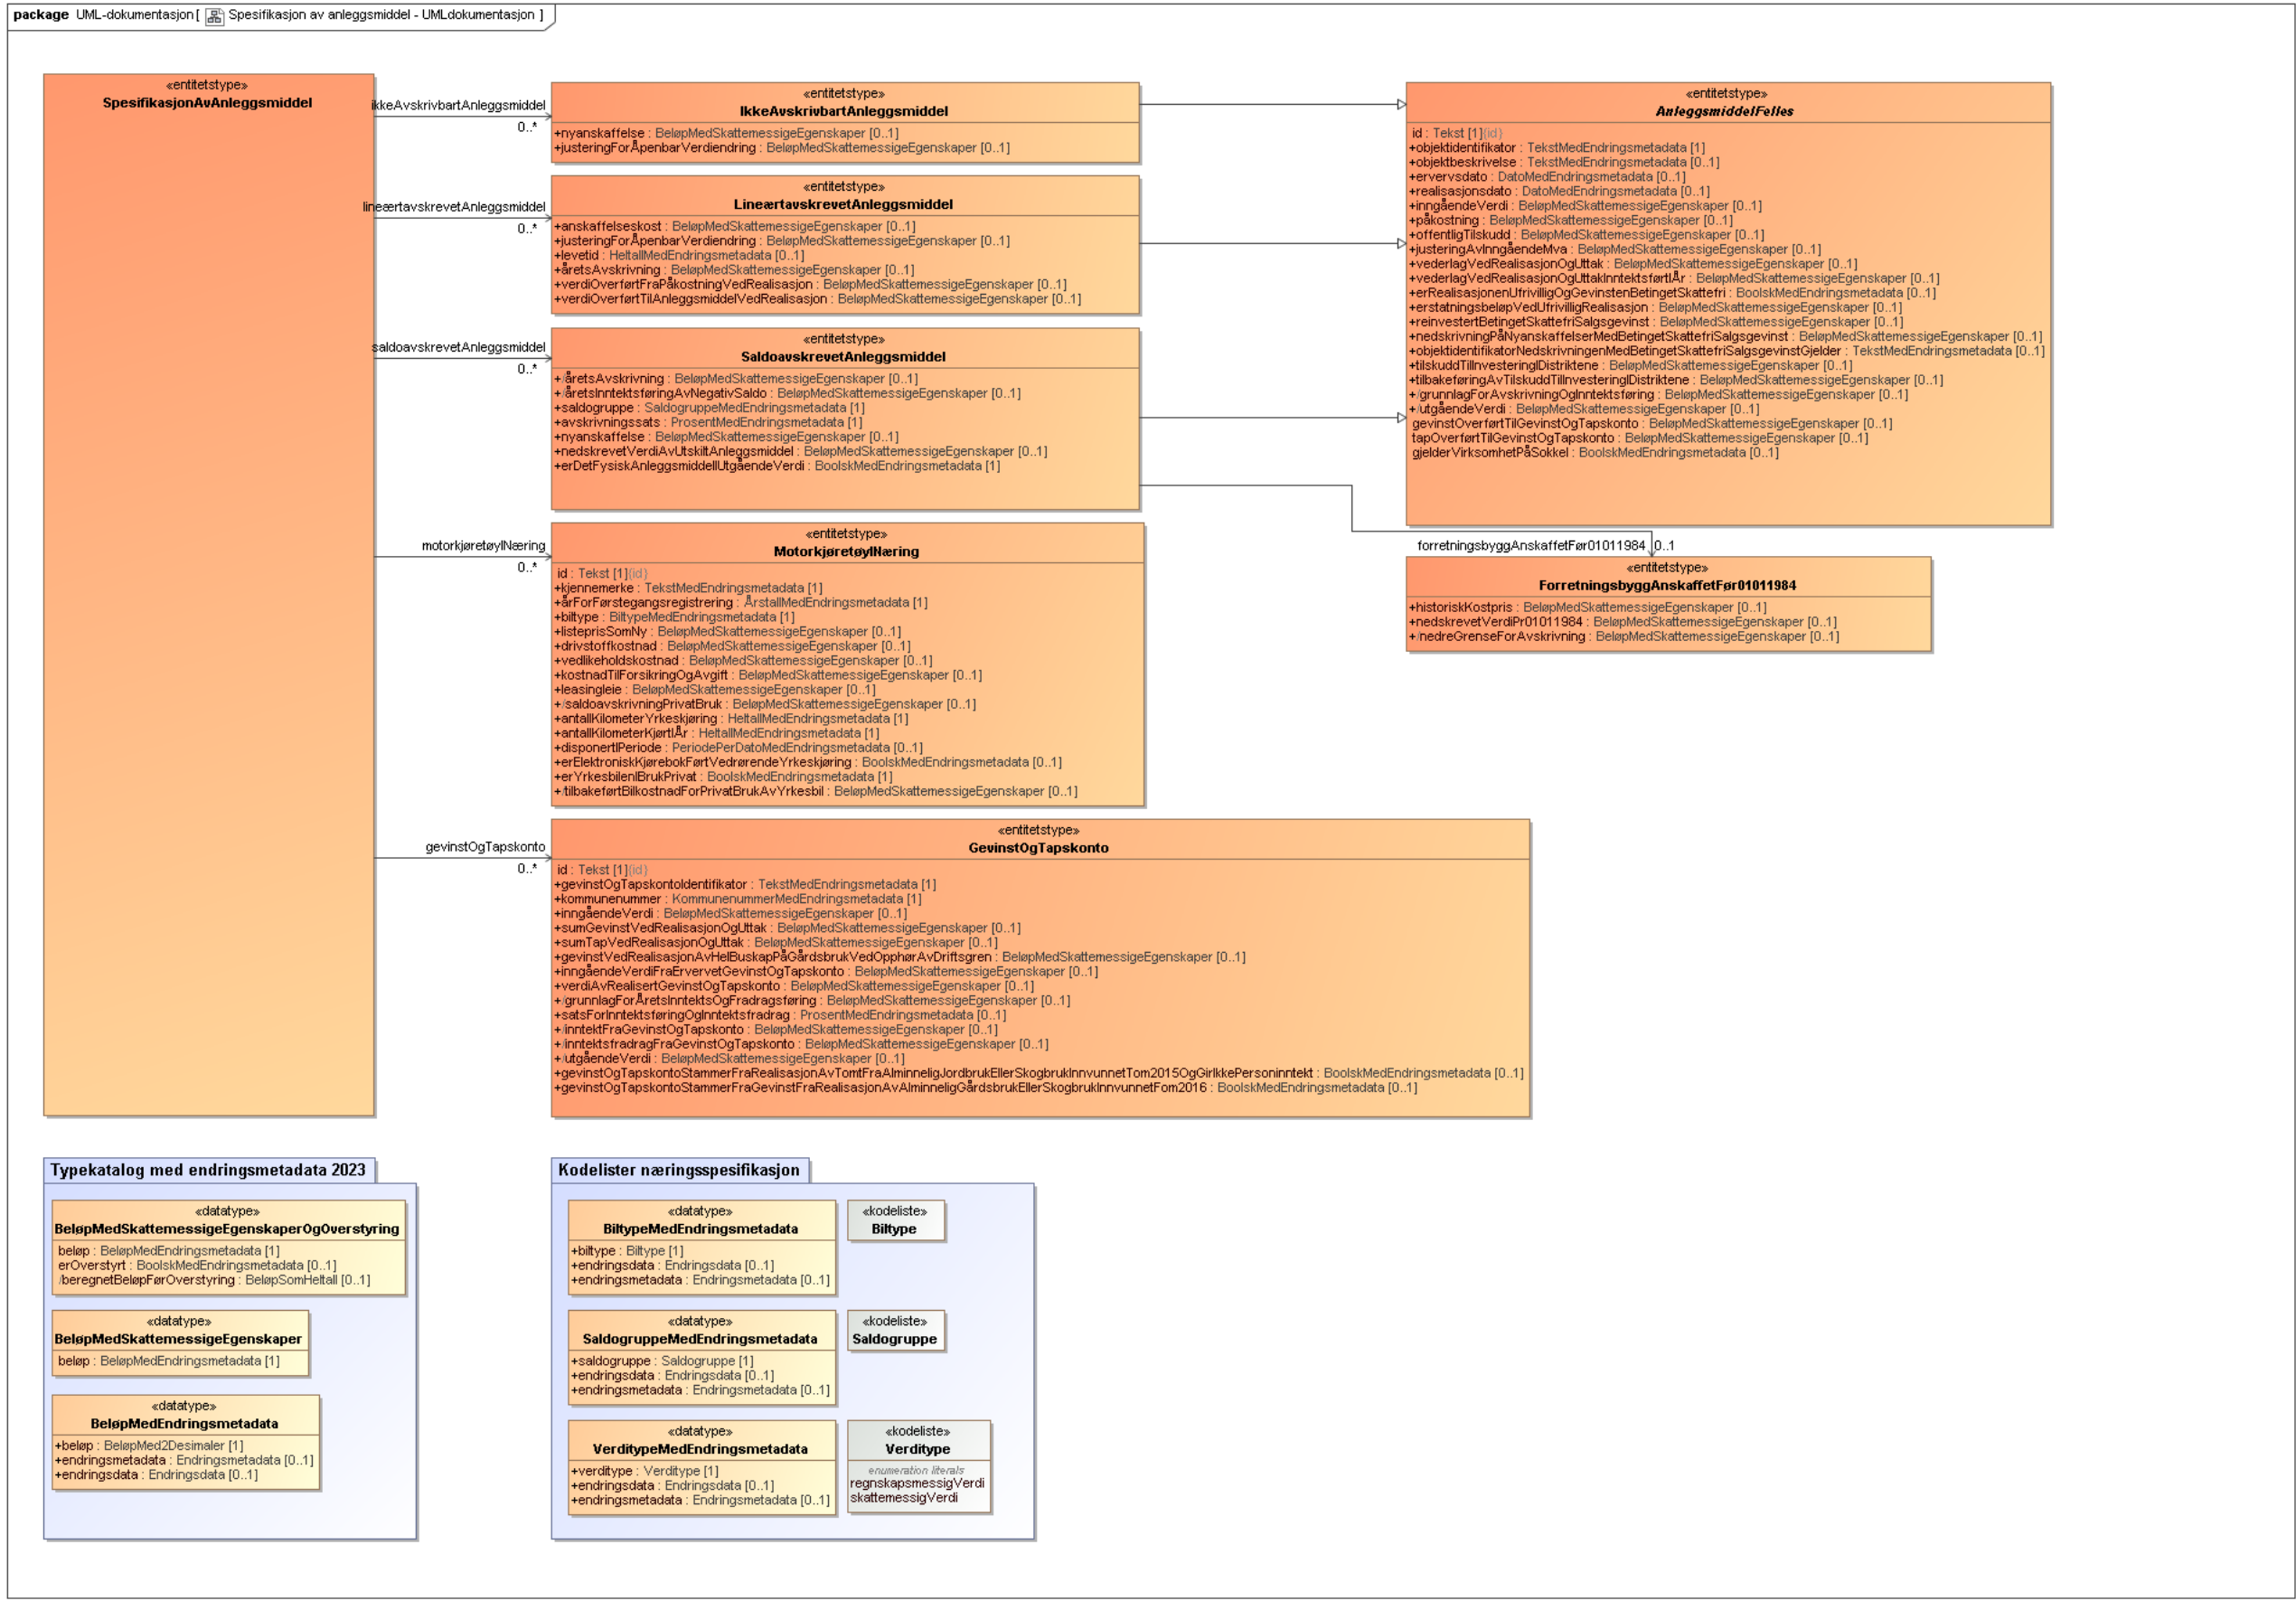 package UML-dokumentasjon [ Spesifikasjon av anleggsmiddel - UMLdokumentasjon ]
«entitetstype»
SpesifikasjonAvAnleggsmiddel
ikkeAvskrivbartAnleggsmiddel
0..*
lineærtavskrevetAnleggsmiddel
0..*
saldoavskrevetAnleggsmiddel
0..*
motorkjøretøyINæring
0..*
gevinstOgTapskonto
0..*
«entitetstype»
IkkeAvskrivbartAnleggsmiddel
+nyanskaffelse : BeløpMedSkattemessigeEgenskaper [0..1]
+justeringForÅpenbarVerdiendring : BeløpMedSkattemessigeEgenskaper [0..1]
«entitetstype»
LineærtavskrevetAnleggsmiddel
+anskaffelseskost : BeløpMedSkattemessigeEgenskaper [0..1]
+justeringForÅpenbarVerdiendring : BeløpMedSkattemessigeEgenskaper [0..1]
+levetid : HeltallMedEndringsmetadata [0..1]
+åretsAvskrivning : BeløpMedSkattemessigeEgenskaper [0..1]
+verdiOverførtFraPåkostningVedRealisasjon : BeløpMedSkattemessigeEgenskaper [0..1]
+verdiOverførtTilAnleggsmiddelVedRealisasjon : BeløpMedSkattemessigeEgenskaper [0..1]
«entitetstype»
SaldoavskrevetAnleggsmiddel
+/åretsAvskrivning : BeløpMedSkattemessigeEgenskaper [0..1]
+/åretsInntektsføringAvNegativSaldo : BeløpMedSkattemessigeEgenskaper [0..1]
+saldogruppe : SaldogruppeMedEndringsmetadata [1]
+avskrivningssats : ProsentMedEndringsmetadata [1]
+nyanskaffelse : BeløpMedSkattemessigeEgenskaper [0..1]
+nedskrevetVerdiAvUtskiltAnleggsmiddel : BeløpMedSkattemessigeEgenskaper [0..1]
+erDetFysiskAnleggsmiddelIUtgåendeVerdi : BoolskMedEndringsmetadata [1]
«entitetstype»
MotorkjøretøyINæring
id : Tekst [1]{id}
+kjennemerke : TekstMedEndringsmetadata [1]
+årForFørstegangsregistrering : ÅrstallMedEndringsmetadata [1]
+biltype : BiltypeMedEndringsmetadata [1]
+listeprisSomNy : BeløpMedSkattemessigeEgenskaper [0..1]
+drivstoffkostnad : BeløpMedSkattemessigeEgenskaper [0..1]
+vedlikeholdskostnad : BeløpMedSkattemessigeEgenskaper [0..1]
+kostnadTilForsikringOgAvgift : BeløpMedSkattemessigeEgenskaper [0..1]
+leasingleie : BeløpMedSkattemessigeEgenskaper [0..1]
+/saldoavskrivningPrivatBruk : BeløpMedSkattemessigeEgenskaper [0..1]
+antallKilometerYrkeskjøring : HeltallMedEndringsmetadata [1]
+antallKilometerKjørtIÅr : HeltallMedEndringsmetadata [1]
+disponertIPeriode : PeriodePerDatoMedEndringsmetadata [0..1]
+erElektroniskKjørebokFørtVedrørendeYrkeskjøring : BoolskMedEndringsmetadata [0..1]
+erYrkesbilenIBrukPrivat : BoolskMedEndringsmetadata [1]
+/tilbakeførtBilkostnadForPrivatBrukAvYrkesbil : BeløpMedSkattemessigeEgenskaper [0..1]
«entitetstype»
GevinstOgTapskonto
id : Tekst [1]{id}
+gevinstOgTapskontoIdentifikator : TekstMedEndringsmetadata [1]
+kommunenummer : KommunenummerMedEndringsmetadata [1]
+inngåendeVerdi : BeløpMedSkattemessigeEgenskaper [0..1]
+sumGevinstVedRealisasjonOgUttak : BeløpMedSkattemessigeEgenskaper [0..1]
+sumTapVedRealisasjonOgUttak : BeløpMedSkattemessigeEgenskaper [0..1]
+gevinstVedRealisasjonAvHelBuskapPåGårdsbrukVedOpphørAvDriftsgren : BeløpMedSkattemessigeEgenskaper [0..1]
+inngåendeVerdiFraErvervetGevinstOgTapskonto : BeløpMedSkattemessigeEgenskaper [0..1]
+verdiAvRealisertGevinstOgTapskonto : BeløpMedSkattemessigeEgenskaper [0..1]
+/grunnlagForÅretsInntektsOgFradragsføring : BeløpMedSkattemessigeEgenskaper [0..1]
+satsForInntektsføringOgInntektsfradrag : ProsentMedEndringsmetadata [0..1]
+/inntektFraGevinstOgTapskonto : BeløpMedSkattemessigeEgenskaper [0..1]
+/inntektsfradragFraGevinstOgTapskonto : BeløpMedSkattemessigeEgenskaper [0..1]
+/utgåendeVerdi : BeløpMedSkattemessigeEgenskaper [0..1]
+gevinstOgTapskontoStammerFraRealisasjonAvTomtFraAlminneligJordbrukEllerSkogbrukInnvunnetTom2015OgGirIkkePersoninntekt : BoolskMedEndringsmetadata [0..1]
+gevinstOgTapskontoStammerFraGevinstFraRealisasjonAvAlminneligGårdsbrukEllerSkogbrukInnvunnetFom2016 : BoolskMedEndringsmetadata [0..1]
«entitetstype»
AnleggsmiddelFelles
id : Tekst [1]{id}
+objektidentifikator : TekstMedEndringsmetadata [1]
+objektbeskrivelse : TekstMedEndringsmetadata [0..1]
+ervervsdato : DatoMedEndringsmetadata [0..1]
+realisasjonsdato : DatoMedEndringsmetadata [0..1]
+inngåendeVerdi : BeløpMedSkattemessigeEgenskaper [0..1]
+påkostning : BeløpMedSkattemessigeEgenskaper [0..1]
+offentligTilskudd : BeløpMedSkattemessigeEgenskaper [0..1]
+justeringAvInngåendeMva : BeløpMedSkattemessigeEgenskaper [0..1]
+vederlagVedRealisasjonOgUttak : BeløpMedSkattemessigeEgenskaper [0..1]
+vederlagVedRealisasjonOgUttakInntektsførtIÅr : BeløpMedSkattemessigeEgenskaper [0..1]
+erRealisasjonenUfrivilligOgGevinstenBetingetSkattefri : BoolskMedEndringsmetadata [0..1]
+erstatningsbeløpVedUfrivilligRealisasjon : BeløpMedSkattemessigeEgenskaper [0..1]
+reinvestertBetingetSkattefriSalgsgevinst : BeløpMedSkattemessigeEgenskaper [0..1]
+nedskrivningPåNyanskaffelserMedBetingetSkattefriSalgsgevinst : BeløpMedSkattemessigeEgenskaper [0..1]
+objektidentifikatorNedskrivningenMedBetingetSkattefriSalgsgevinstGjelder : TekstMedEndringsmetadata [0..1]
+tilskuddTilInvesteringIDistriktene : BeløpMedSkattemessigeEgenskaper [0..1]
+tilbakeføringAvTilskuddTilInvesteringIDistriktene : BeløpMedSkattemessigeEgenskaper [0..1]
+/grunnlagForAvskrivningOgInntektsføring : BeløpMedSkattemessigeEgenskaper [0..1]
+/utgåendeVerdi : BeløpMedSkattemessigeEgenskaper [0..1]
gevinstOverførtTilGevinstOgTapskonto : BeløpMedSkattemessigeEgenskaper [0..1]
tapOverførtTilGevinstOgTapskonto : BeløpMedSkattemessigeEgenskaper [0..1]
gjelderVirksomhetPåSokkel : BoolskMedEndringsmetadata [0..1]
forretningsbyggAnskaffetFør01011984 0..1
«entitetstype»
ForretningsbyggAnskaffetFør01011984
+historiskKostpris : BeløpMedSkattemessigeEgenskaper [0..1]
+nedskrevetVerdiPr01011984 : BeløpMedSkattemessigeEgenskaper [0..1]
+/nedreGrenseForAvskrivning : BeløpMedSkattemessigeEgenskaper [0..1]
Typekatalog med endringsmetadata 2023
«datatype»
BeløpMedSkattemessigeEgenskaperOgOverstyring
beløp : BeløpMedEndringsmetadata [1]
erOverstyrt : BoolskMedEndringsmetadata [0..1]
/beregnetBeløpFørOverstyring : BeløpSomHeltall [0..1]
«datatype»
BeløpMedSkattemessigeEgenskaper
beløp : BeløpMedEndringsmetadata [1]
«datatype»
BeløpMedEndringsmetadata
+beløp : BeløpMed2Desimaler [1]
+endringsmetadata : Endringsmetadata [0..1]
+endringsdata : Endringsdata [0..1]
Kodelister næringsspesifikasjon
«datatype»
BiltypeMedEndringsmetadata
+biltype : Biltype [1]
+endringsdata : Endringsdata [0..1]
+endringsmetadata : Endringsmetadata [0..1]
«kodeliste»
Biltype
«datatype»
SaldogruppeMedEndringsmetadata
+saldogruppe : Saldogruppe [1]
+endringsdata : Endringsdata [0..1]
+endringsmetadata : Endringsmetadata [0..1]
«kodeliste»
Saldogruppe
«datatype»
VerditypeMedEndringsmetadata
+verditype : Verditype [1]
+endringsdata : Endringsdata [0..1]
+endringsmetadata : Endringsmetadata [0..1]
«kodeliste»
Verditype
enumeration literals
regnskapsmessigVerdi
skattemessigVerdi